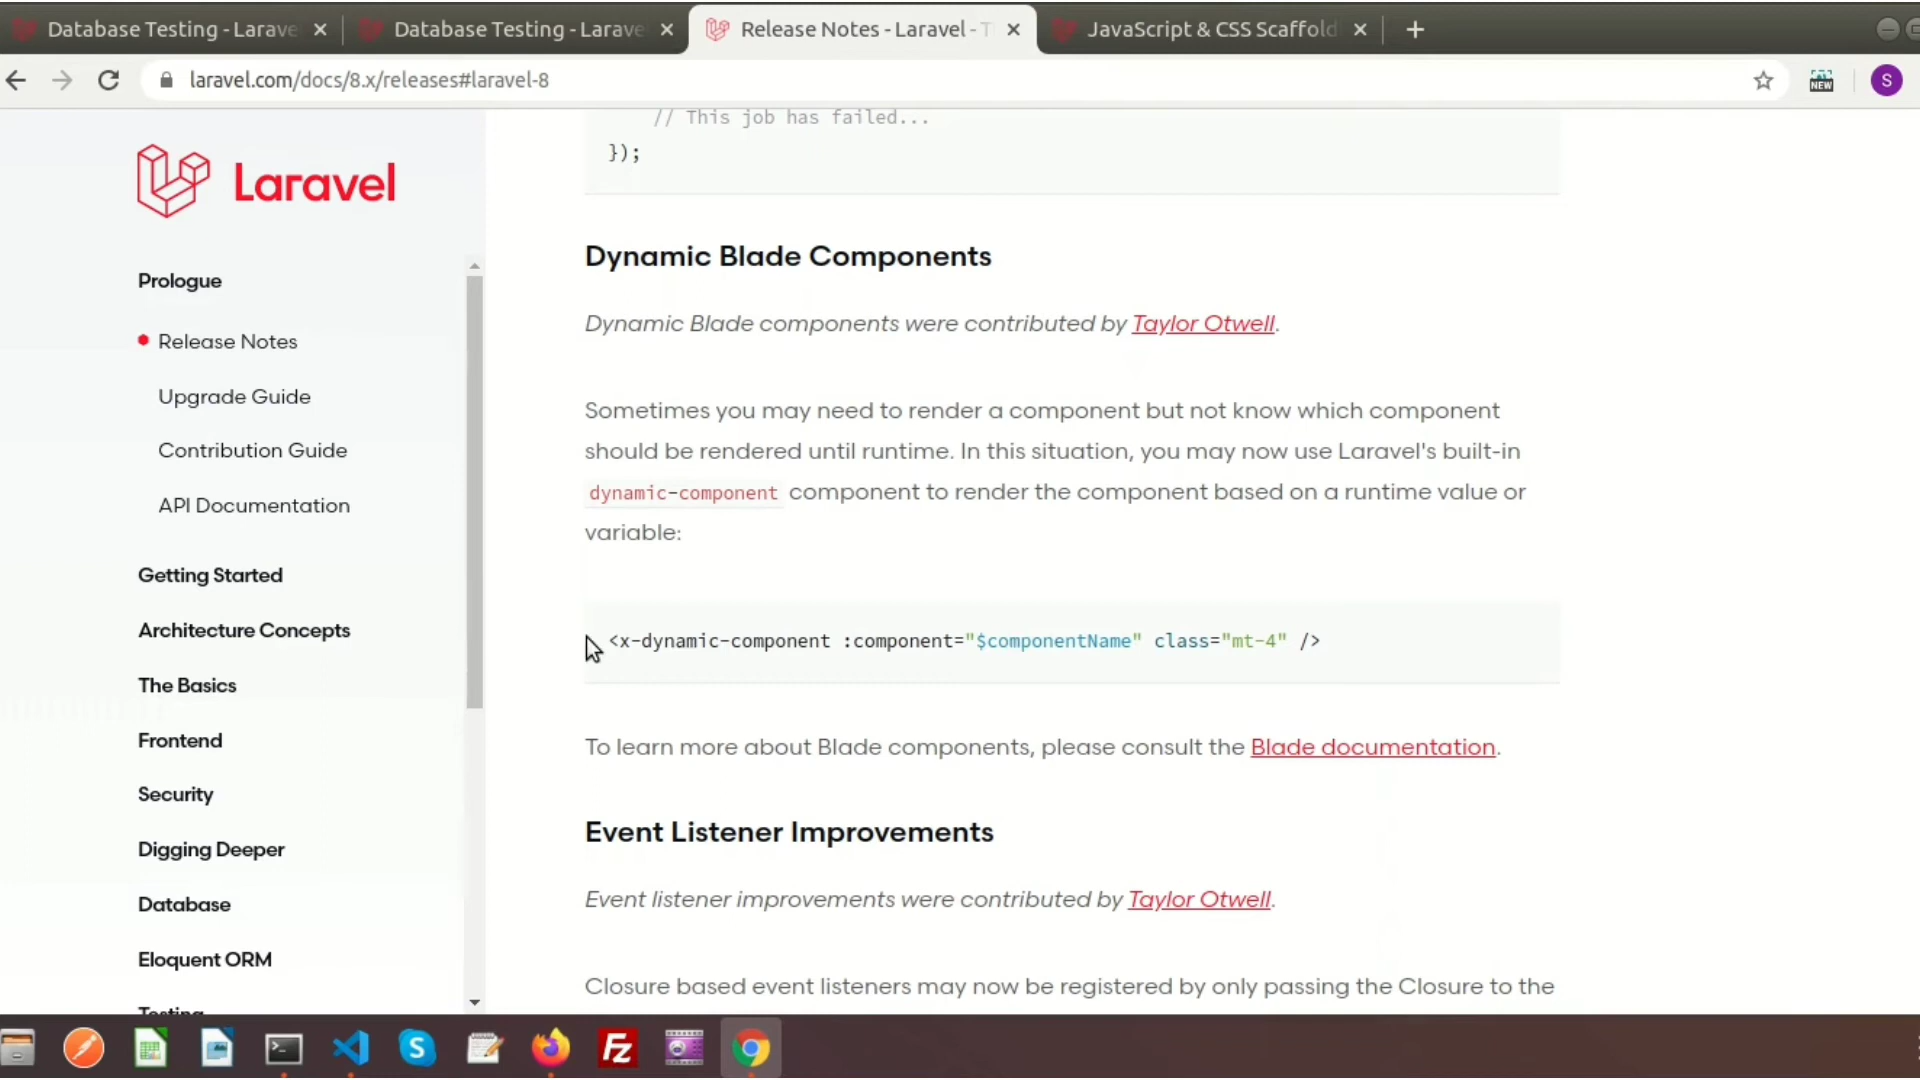 Database Testing - Larave
Database Testing - Larave
Release Notes - Laravel - T
JavaScript & CSS Scaffold
laravel.com/docs/8.x/releases#laravel-8
NEW
S
Laravel
Prologue
Release Notes
Upgrade Guide
Contribution Guide
API Documentation
Getting Started
Architecture Concepts
The Basics
Frontend
Security
Digging Deeper
Database
Eloquent ORM
Testing
// This job has failed...
});
Dynamic Blade Components
Dynamic Blade components were contributed by Taylor Otwell.
Sometimes you may need to render a component but not know which component
should be rendered until runtime. In this situation, you may now use Laravel's built-in
dynamic-component component to render the component based on a runtime value or
variable:
<x-dynamic-component :component="$componentName" class="mt-4" />
To learn more about Blade components, please consult the Blade documentation.
Event Listener Improvements
Event listener improvements were contributed by Taylor Otwell.
Closure based event listeners may now be registered by only passing the Closure to the
S
Fz